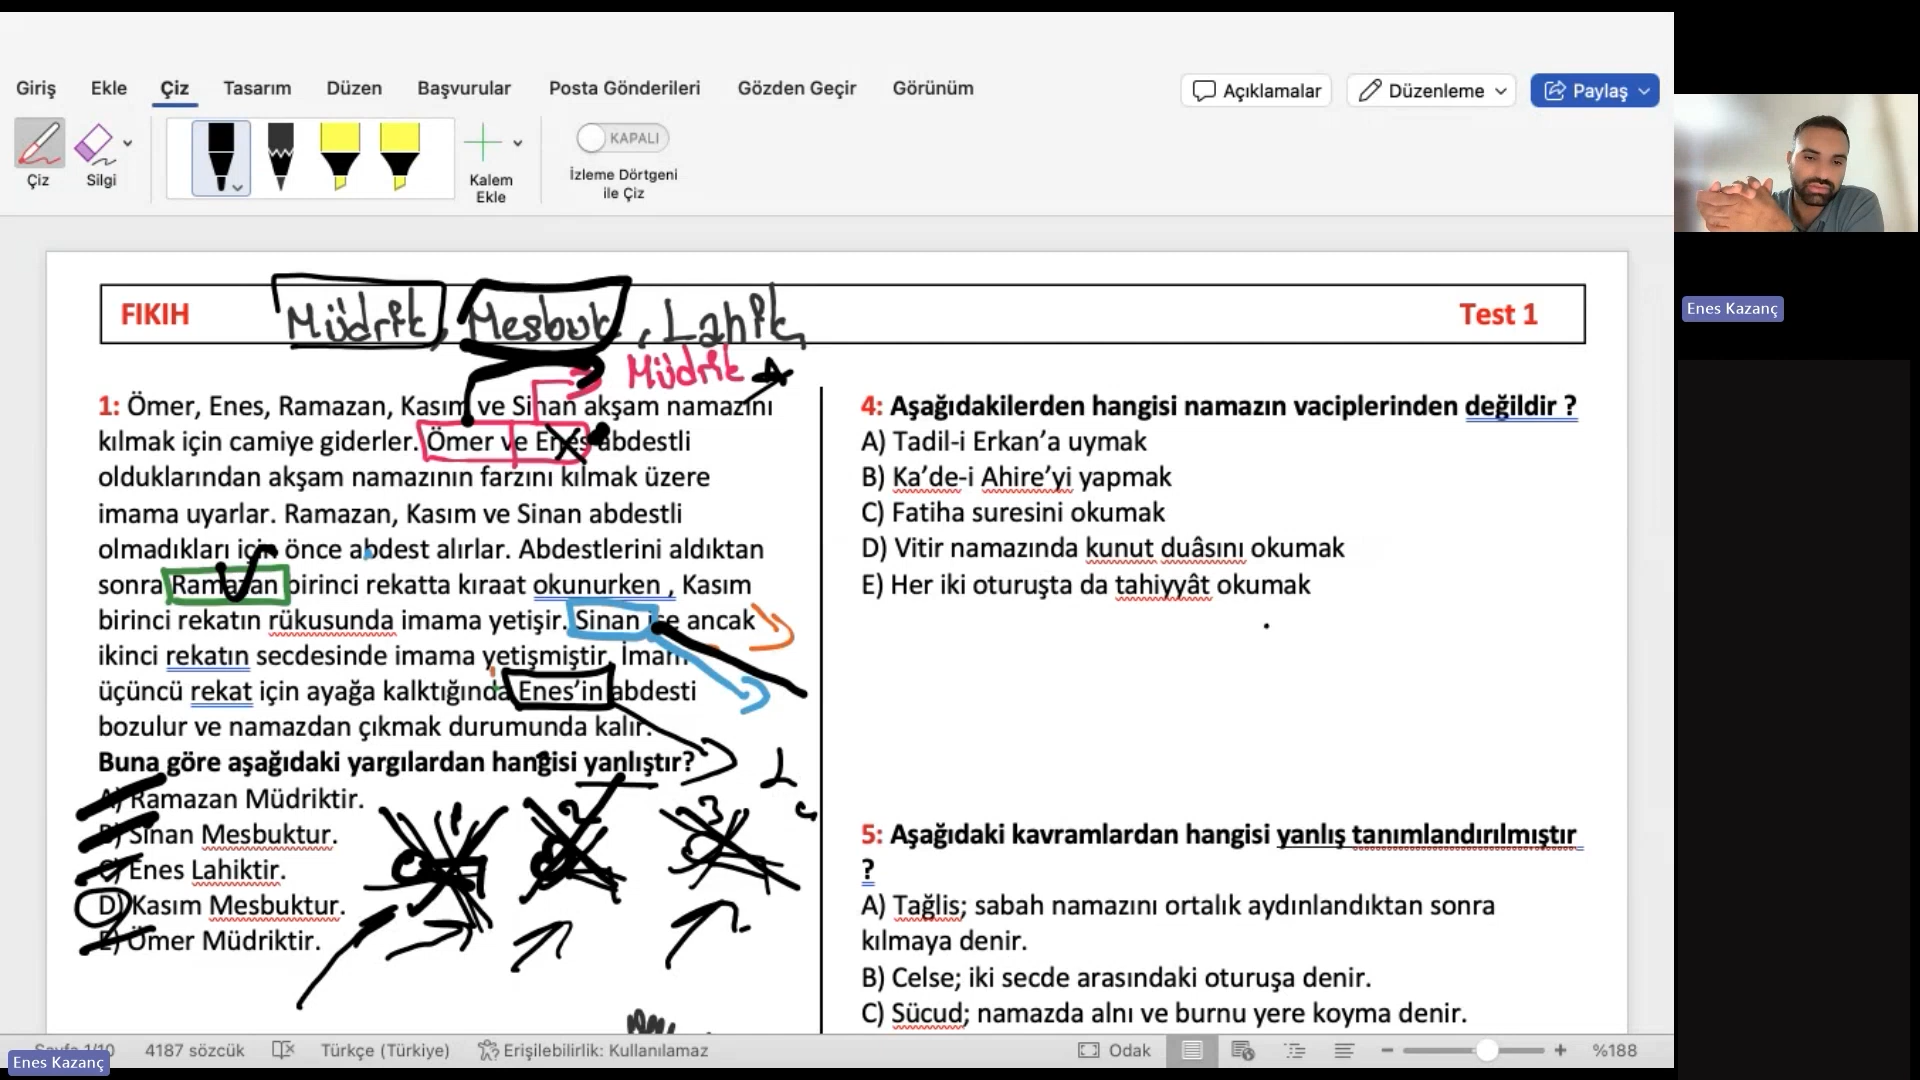 Giriş Ekle Çiz Tasarım Düzen Başvurular Posta Gönderileri Gözden Geçir Görünüm Açıklamalar Düzenleme Paylaş
Çiz Silgi Kalem Ekle KAPALI İzleme Dörtgeni ile Çiz
FIKIH Müdrik, Mesbuk, Lahik, Test 1
Müdrik
1: Ömer, Enes, Ramazan, Kasım ve Sinan akşam namazını
kılmak için camiye giderler. Ömer ve Enes abdestli
olduklarından akşam namazının farzını kılmak üzere
imama uyarlar. Ramazan, Kasım ve Sinan abdestli
olmadıkları için önce abdest alırlar. Abdestlerini aldıktan
sonra Ramazan birinci rekatta kıraat okunurken , Kasım
birinci rekatın rükusunda imama yetişir. Sinan ise ancak
ikinci rekatın secdesinde imama yetişmiştir. İmam
üçüncü rekat için ayağa kalktığında Enes’in abdesti
bozulur ve namazdan çıkmak durumunda kalır.
Buna göre aşağıdaki yargılardan hangisi yanlıştır?
L
A) Ramazan Müdriktir.
B) Sinan Mesbuktur.
C) Enes Lahiktir.
D) Kasım Mesbuktur.
E) Ömer Müdriktir.
1 2 3
4: Aşağıdakilerden hangisi namazın vaciplerinden değildir ?
A) Tadil-i Erkan’a uymak
B) Ka’de-i Ahire’yi yapmak
C) Fatiha suresini okumak
D) Vitir namazında kunut duâsını okumak
E) Her iki oturuşta da tahiyyât okumak
5: Aşağıdaki kavramlardan hangisi yanlış tanımlandırılmıştır
?
A) Tağlis; sabah namazını ortalık aydınlandıktan sonra
kılmaya denir.
B) Celse; iki secde arasındaki oturuşa denir.
C) Sücud; namazda alnı ve burnu yere koyma denir.
Enes Kazanç
4187 sözcük Türkçe (Türkiye) Erişilebilirlik: Kullanılamaz Odak %188
Enes Kazanç